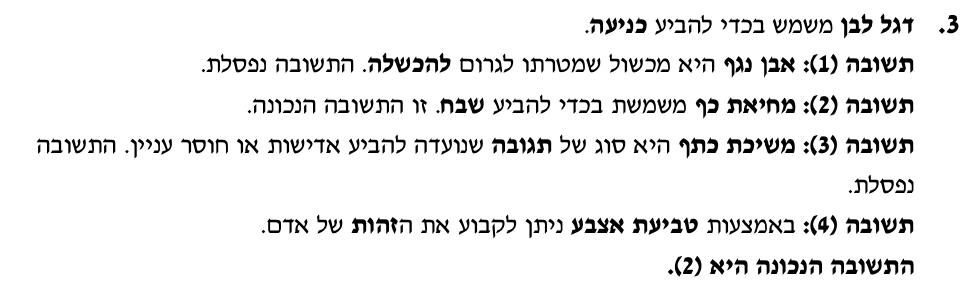 3. דגל לבן משמש בכדי להביע כניעה.
תשובה (1): אבן נגף היא מכשול שמטרתו לגרום להכשלה. התשובה נפסלת.
תשובה (2): מחיאת כף משמשת בכדי להביע שבח. זו התשובה הנכונה.
תשובה (3): משיכת כתף היא סוג של תגובה שנועדה להביע אדישות או חוסר עניין. התשובה
נפסלת.
תשובה (4): באמצעות טביעת אצבע ניתן לקבוע את הזהות של אדם.
התשובה הנכונה היא (2).